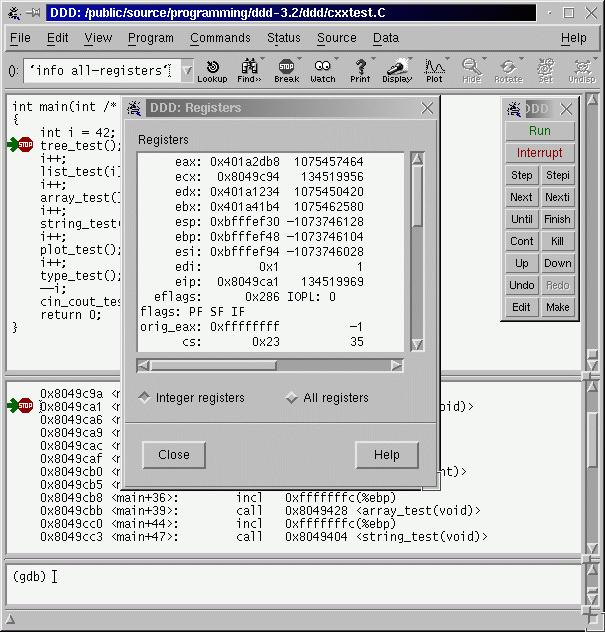 DDD: /public/source/programming/ddd-3.2/ddd/cxxtest.C
File Edit View Program Commands Status Source Data Help
(): 'info all-registers'
Lookup Find>> Break Watch Print Display Plot Hide Rotate Set Undisp
int main(int /*
{
int i = 42;
tree_test();
i++;
list_test(i)
i++;
array_test()
i++;
string_test(
i++;
plot_test();
i++;
type_test();
--i;
cin_cout_tes
return 0;
}
DDD: Registers
Registers
eax: 0x401a2db8 1075457464
ecx: 0x8049c94 134519956
edx: 0x401a1234 1075450420
ebx: 0x401a41b4 1075462580
esp: 0xbfffef30 -1073746128
ebp: 0xbfffef48 -1073746104
esi: 0xbfffef94 -1073746028
edi: 0x1 1
eip: 0x8049ca1 134519969
eflags: 0x286 IOPL: 0
flags: PF SF IF
orig_eax: 0xffffffff -1
cs: 0x23 35
Integer registers All registers
Close Help
DDD
Run
Interrupt
Step Stepi
Next Nexti
Until Finish
Cont Kill
Up Down
Undo Redo
Edit Make
STOP
STOP
0x8049c9a <m
0x8049ca1 <m oid)>
0x8049ca6 <m
0x8049ca9 <m
0x8049cac <m
0x8049caf <m
0x8049cb0 <m nt)>
0x8049cb5 <m
0x8049cb8 <main+36>: incl 0xfffffffc(%ebp)
0x8049cbb <main+39>: call 0x8049428 <array_test(void)>
0x8049cc0 <main+44>: incl 0xfffffffc(%ebp)
0x8049cc3 <main+47>: call 0x8049404 <string_test(void)>
(gdb)